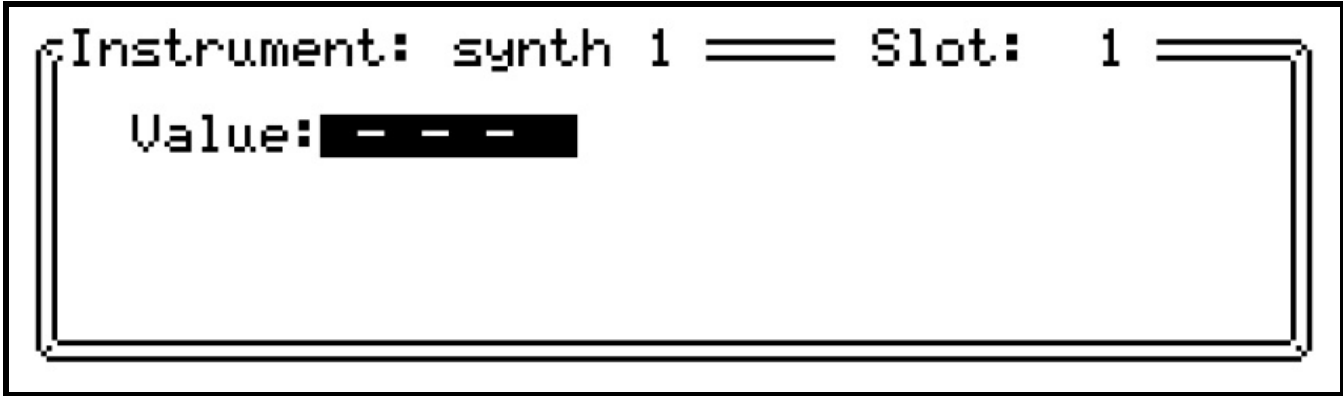 Instrument: synth 1 Slot: 1
Value: - - -